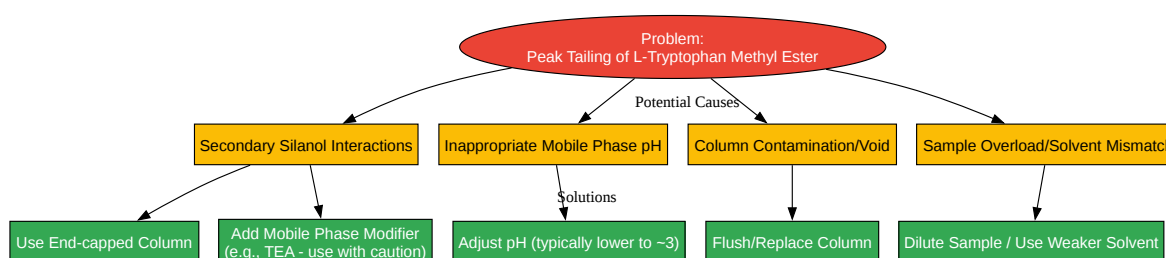 Problem:
Peak Tailing of L-Tryptophan Methyl Ester
Potential Causes
Secondary Silanol Interactions
Inappropriate Mobile Phase pH
Column Contamination/Void
Sample Overload/Solvent Mismatch
Solutions
Use End-capped Column
Add Mobile Phase Modifier
(e.g., TEA - use with caution)
Adjust pH (typically lower to ~3)
Flush/Replace Column
Dilute Sample / Use Weaker Solvent